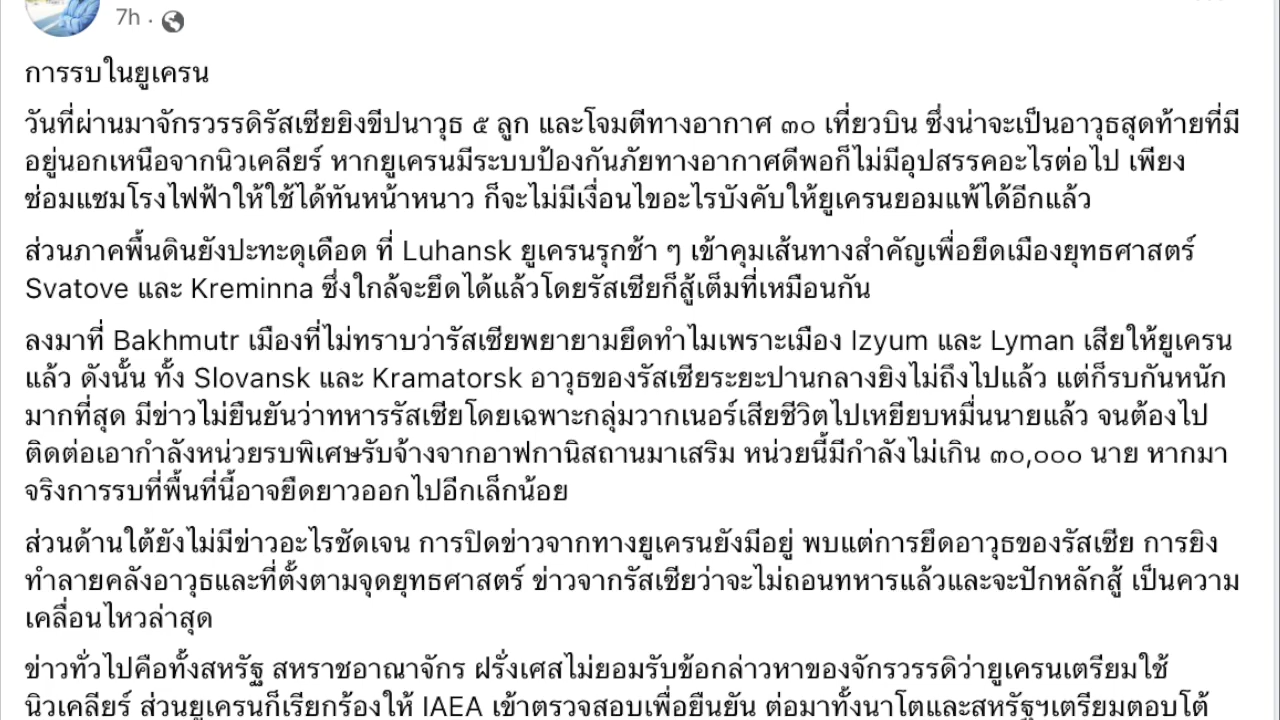 7h ·
การรบในยูเครน
วันที่ผ่านมาจักรวรรดิรัสเซียยิงขีปนาวุธ ๕ ลูก และโจมตีทางอากาศ ๓๐ เที่ยวบิน ซึ่งน่าจะเป็นอาวุธสุดท้ายที่มี
อยู่นอกเหนือจากนิวเคลียร์ หากยูเครนมีระบบป้องกันภัยทางอากาศดีพอก็ไม่มีอุปสรรคอะไรต่อไป เพียง
ซ่อมแซมโรงไฟฟ้าให้ใช้ได้ทันหน้าหนาว ก็จะไม่มีเงื่อนไขอะไรบังคับให้ยูเครนยอมแพ้ได้อีกแล้ว
ส่วนภาคพื้นดินยังปะทะดุเดือด ที่ Luhansk ยูเครนรุกช้า ๆ เข้าคุมเส้นทางสำคัญเพื่อยึดเมืองยุทธศาสตร์
Svatove และ Kreminna ซึ่งใกล้จะยึดได้แล้วโดยรัสเซียก็สู้เต็มที่เหมือนกัน
ลงมาที่ Bakhmutr เมืองที่ไม่ทราบว่ารัสเซียพยายามยึดทำไมเพราะเมือง Izyum และ Lyman เสียให้ยูเครน
แล้ว ดังนั้น ทั้ง Slovansk และ Kramatorsk อาวุธของรัสเซียระยะปานกลางยิงไม่ถึงไปแล้ว แต่ก็รบกันหนัก
มากที่สุด มีข่าวไม่ยืนยันว่าทหารรัสเซียโดยเฉพาะกลุ่มวากเนอร์เสียชีวิตไปเหยียบหมื่นนายแล้ว จนต้องไป
ติดต่อเอากำลังหน่วยรบพิเศษรับจ้างจากอาฟกานิสถานมาเสริม หน่วยนี้มีกำลังไม่เกิน ๓๐,๐๐๐ นาย หากมา
จริงการรบที่พื้นที่นี้อาจยืดยาวออกไปอีกเล็กน้อย
ส่วนด้านใต้ยังไม่มีข่าวอะไรชัดเจน การปิดข่าวจากทางยูเครนยังมีอยู่ พบแต่การยึดอาวุธของรัสเซีย การยิง
ทำลายคลังอาวุธและที่ตั้งตามจุดยุทธศาสตร์ ข่าวจากรัสเซียว่าจะไม่ถอนทหารแล้วและจะปักหลักสู้ เป็นความ
เคลื่อนไหวล่าสุด
ข่าวทั่วไปคือทั้งสหรัฐ สหราชอาณาจักร ฝรั่งเศสไม่ยอมรับข้อกล่าวหาของจักรวรรดิว่ายูเครนเตรียมใช้
นิวเคลียร์ ส่วนยูเครนก็เรียกร้องให้ IAEA เข้าตรวจสอบเพื่อยืนยัน ต่อมาทั้งนาโตและสหรัฐฯเตรียมตอบโต้